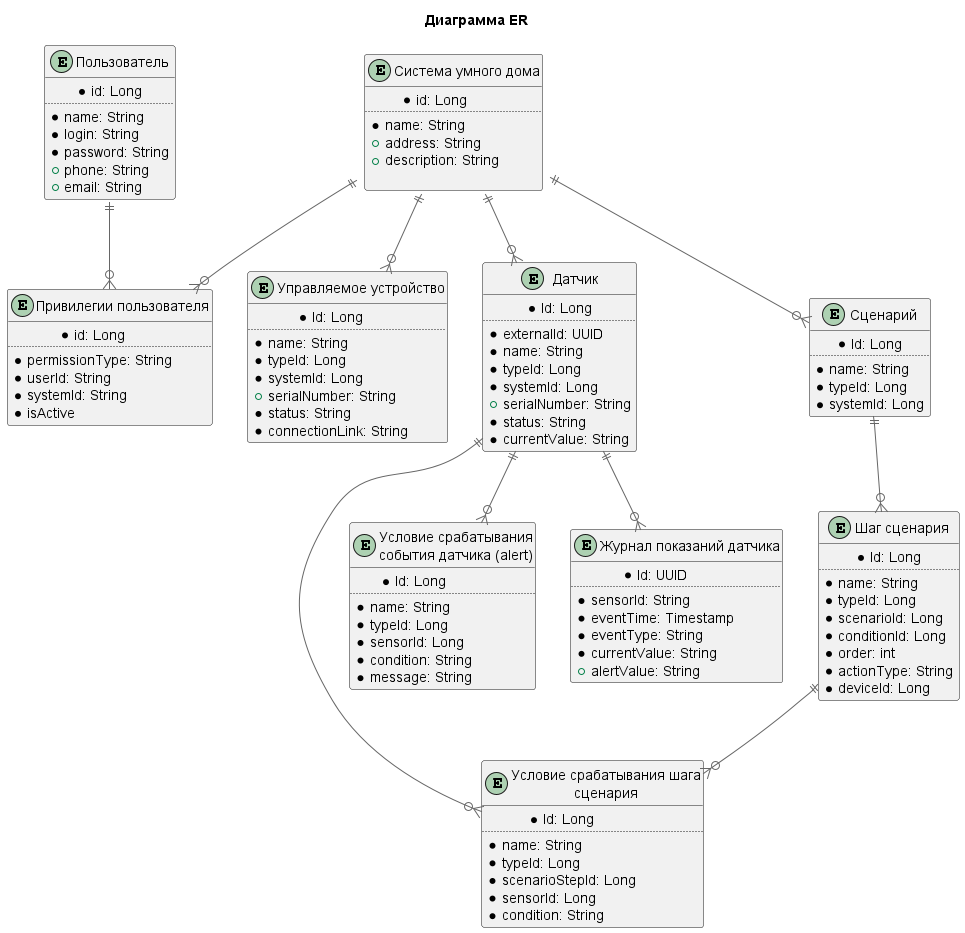 Диаграмма ER
E Пользователь
id: Long
name: String
login: String
password: String
phone: String
email: String
E Система умного дома
id: Long
name: String
address: String
description: String
E Привилегии пользователя
id: Long
permissionType: String
userId: String
systemId: String
isActive
E Управляемое устройство
Id: Long
name: String
typeId: Long
systemId: Long
serialNumber: String
status: String
connectionLink: String
E Датчик
Id: Long
externalId: UUID
name: String
typeId: Long
systemId: Long
serialNumber: String
status: String
currentValue: String
E Сценарий
Id: Long
name: String
typeId: Long
systemId: Long
E Условие срабатывания
события датчика (alert)
Id: Long
name: String
typeId: Long
sensorId: Long
condition: String
message: String
E Журнал показаний датчика
Id: UUID
sensorId: String
eventTime: Timestamp
eventType: String
currentValue: String
alertValue: String
E Шаг сценария
Id: Long
name: String
typeId: Long
scenarioId: Long
conditionId: Long
order: int
actionType: String
deviceId: Long
E Условие срабатывания шага
сценария
Id: Long
name: String
typeId: Long
scenarioStepId: Long
sensorId: Long
condition: String